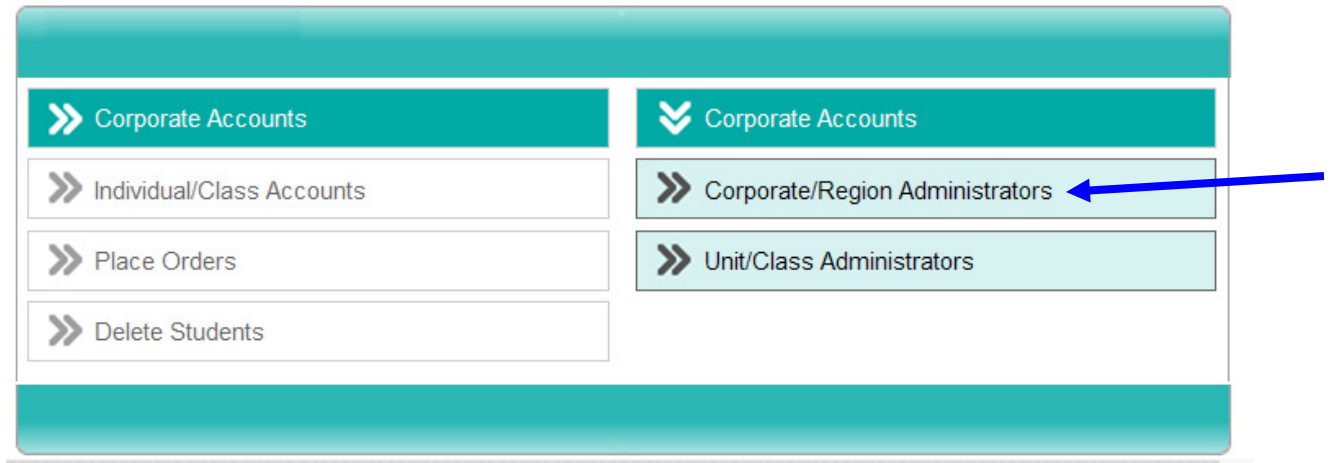 Corporate Accounts
Individual/Class Accounts
Place Orders
Delete Students
Corporate Accounts
Corporate/Region Administrators
Unit/Class Administrators